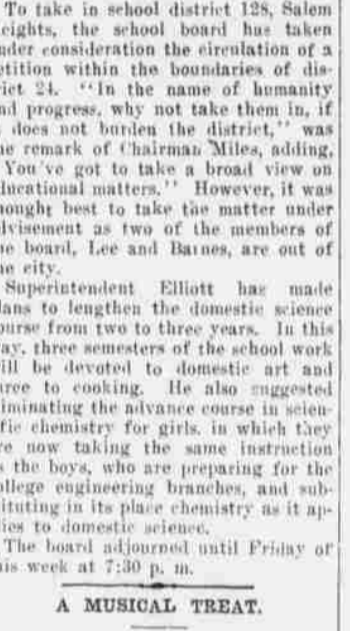 To take in school district 128, Salem
eights, the school board has taken
nder consideration the circulation of a
etition within the boundaries of dis-
rict 24. "In the name of humanity
nd progress, why not take them in, if
does not burden the district," was
he remark of Chairman Miles, adding,
You've got to take a broad view on
ducational matters." However, it was
hought best to take the matter under
dvisement as two of the members of
he board, Lee and Barnes, are out of
he city.
Superintendent Elliott has made
lans to lengthen the domestic science
ourse from two to three years. In this
ay, three semesters of the school work
ill be devoted to domestic art and
hree to cooking. He also suggested
liminating the advance course in scien-
ific chemistry for girls, in which they
re now taking the same instruction
s the boys, who are preparing for the
ollege engineering branches, and sub-
tituting in its place chemistry as it ap-
lies to domestic science.
The board adjourned until Friday of
his week at 7:30 p. m.
A MUSICAL TREAT.